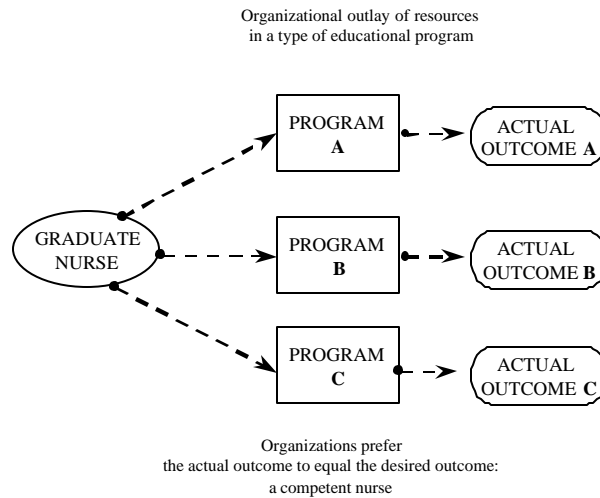 Organizational outlay of resources
in a type of educational program
PROGRAM
A
ACTUAL
OUTCOME A
GRADUATE
NURSE
PROGRAM
B
ACTUAL
OUTCOME B
PROGRAM
C
ACTUAL
OUTCOME C
Organizations prefer
the actual outcome to equal the desired outcome:
a competent nurse